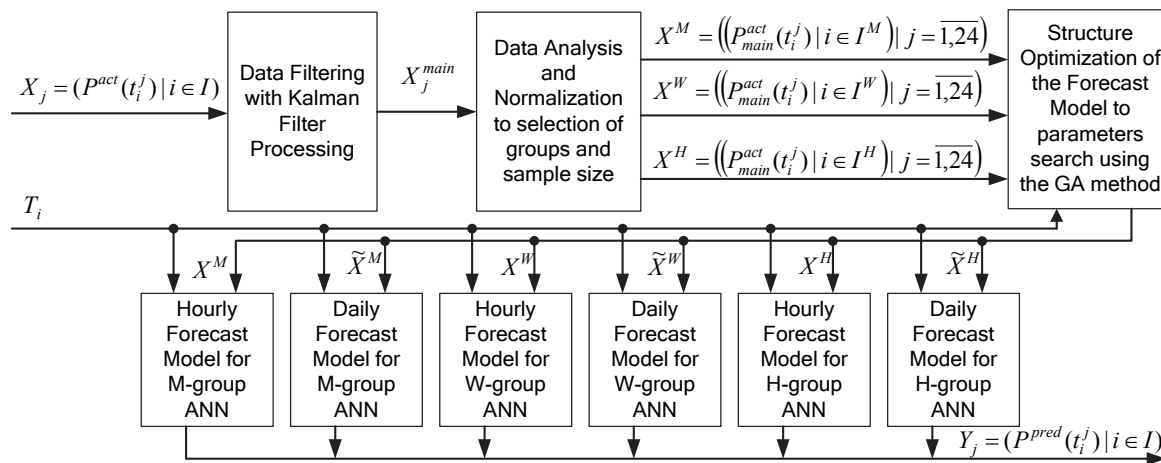 X_j = (P^{act}(t_i^j) | i ∈ I)
Data Filtering
with Kalman
Filter
Processing
X_j^{main}
Data Analysis
and
Normalization
to selection of
groups and
sample size
X^M = ((P_{main}^{act}(t_i^j) | i ∈ I^M) | j = \overline{1,24})
X^W = ((P_{main}^{act}(t_i^j) | i ∈ I^W) | j = \overline{1,24})
X^H = ((P_{main}^{act}(t_i^j) | i ∈ I^H) | j = \overline{1,24})
Structure
Optimization of
the Forecast
Model to
parameters
search using
the GA method
T_i
X^M
X̃^M
X^W
X̃^W
X^H
X̃^H
Hourly
Forecast
Model for
M-group
ANN
Daily
Forecast
Model for
M-group
ANN
Hourly
Forecast
Model for
W-group
ANN
Daily
Forecast
Model for
W-group
ANN
Hourly
Forecast
Model for
H-group
ANN
Daily
Forecast
Model for
H-group
ANN
Y_j = (P^{pred}(t_i^j) | i ∈ I)